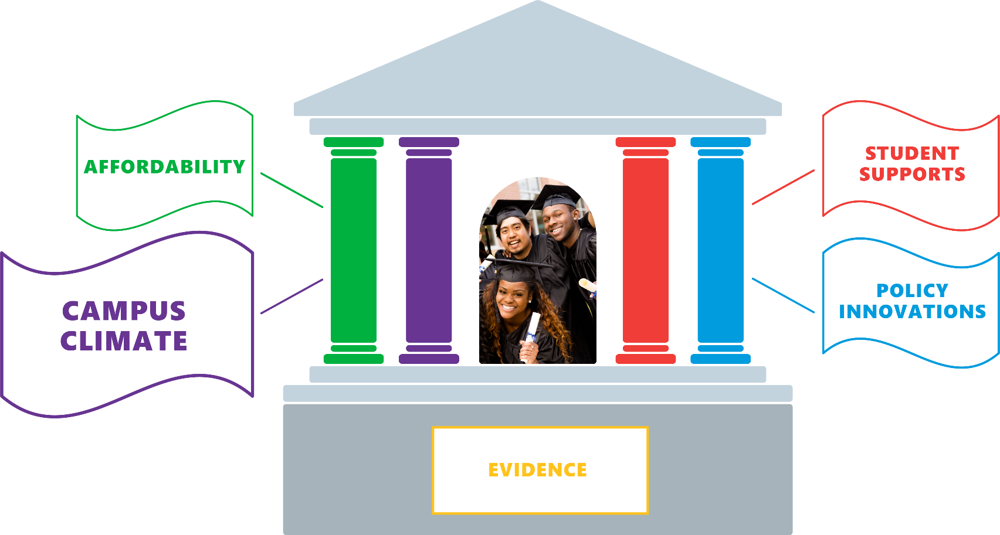 AFFORDABILITY
CAMPUS
CLIMATE
STUDENT
SUPPORTS
POLICY
INNOVATIONS
EVIDENCE